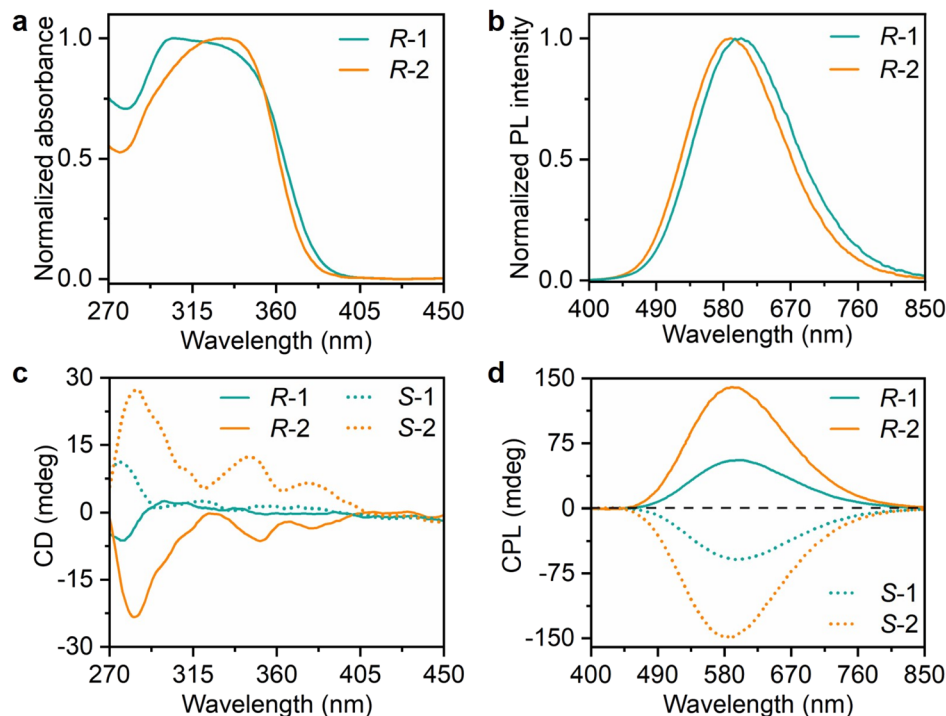 a
Normalized absorbance
1.0
0.5
0.0
R-1
R-2
270 315 360 405 450
Wavelength (nm)
b
Normalized PL intensity
1.0
0.5
0.0
R-1
R-2
400 490 580 670 760 850
Wavelength (nm)
c
CD (mdeg)
30
15
0
-15
-30
R-1 S-1
R-2 S-2
270 315 360 405 450
Wavelength (nm)
d
CPL (mdeg)
150
75
0
-75
-150
R-1
R-2
S-1
S-2
400 490 580 670 760 850
Wavelength (nm)